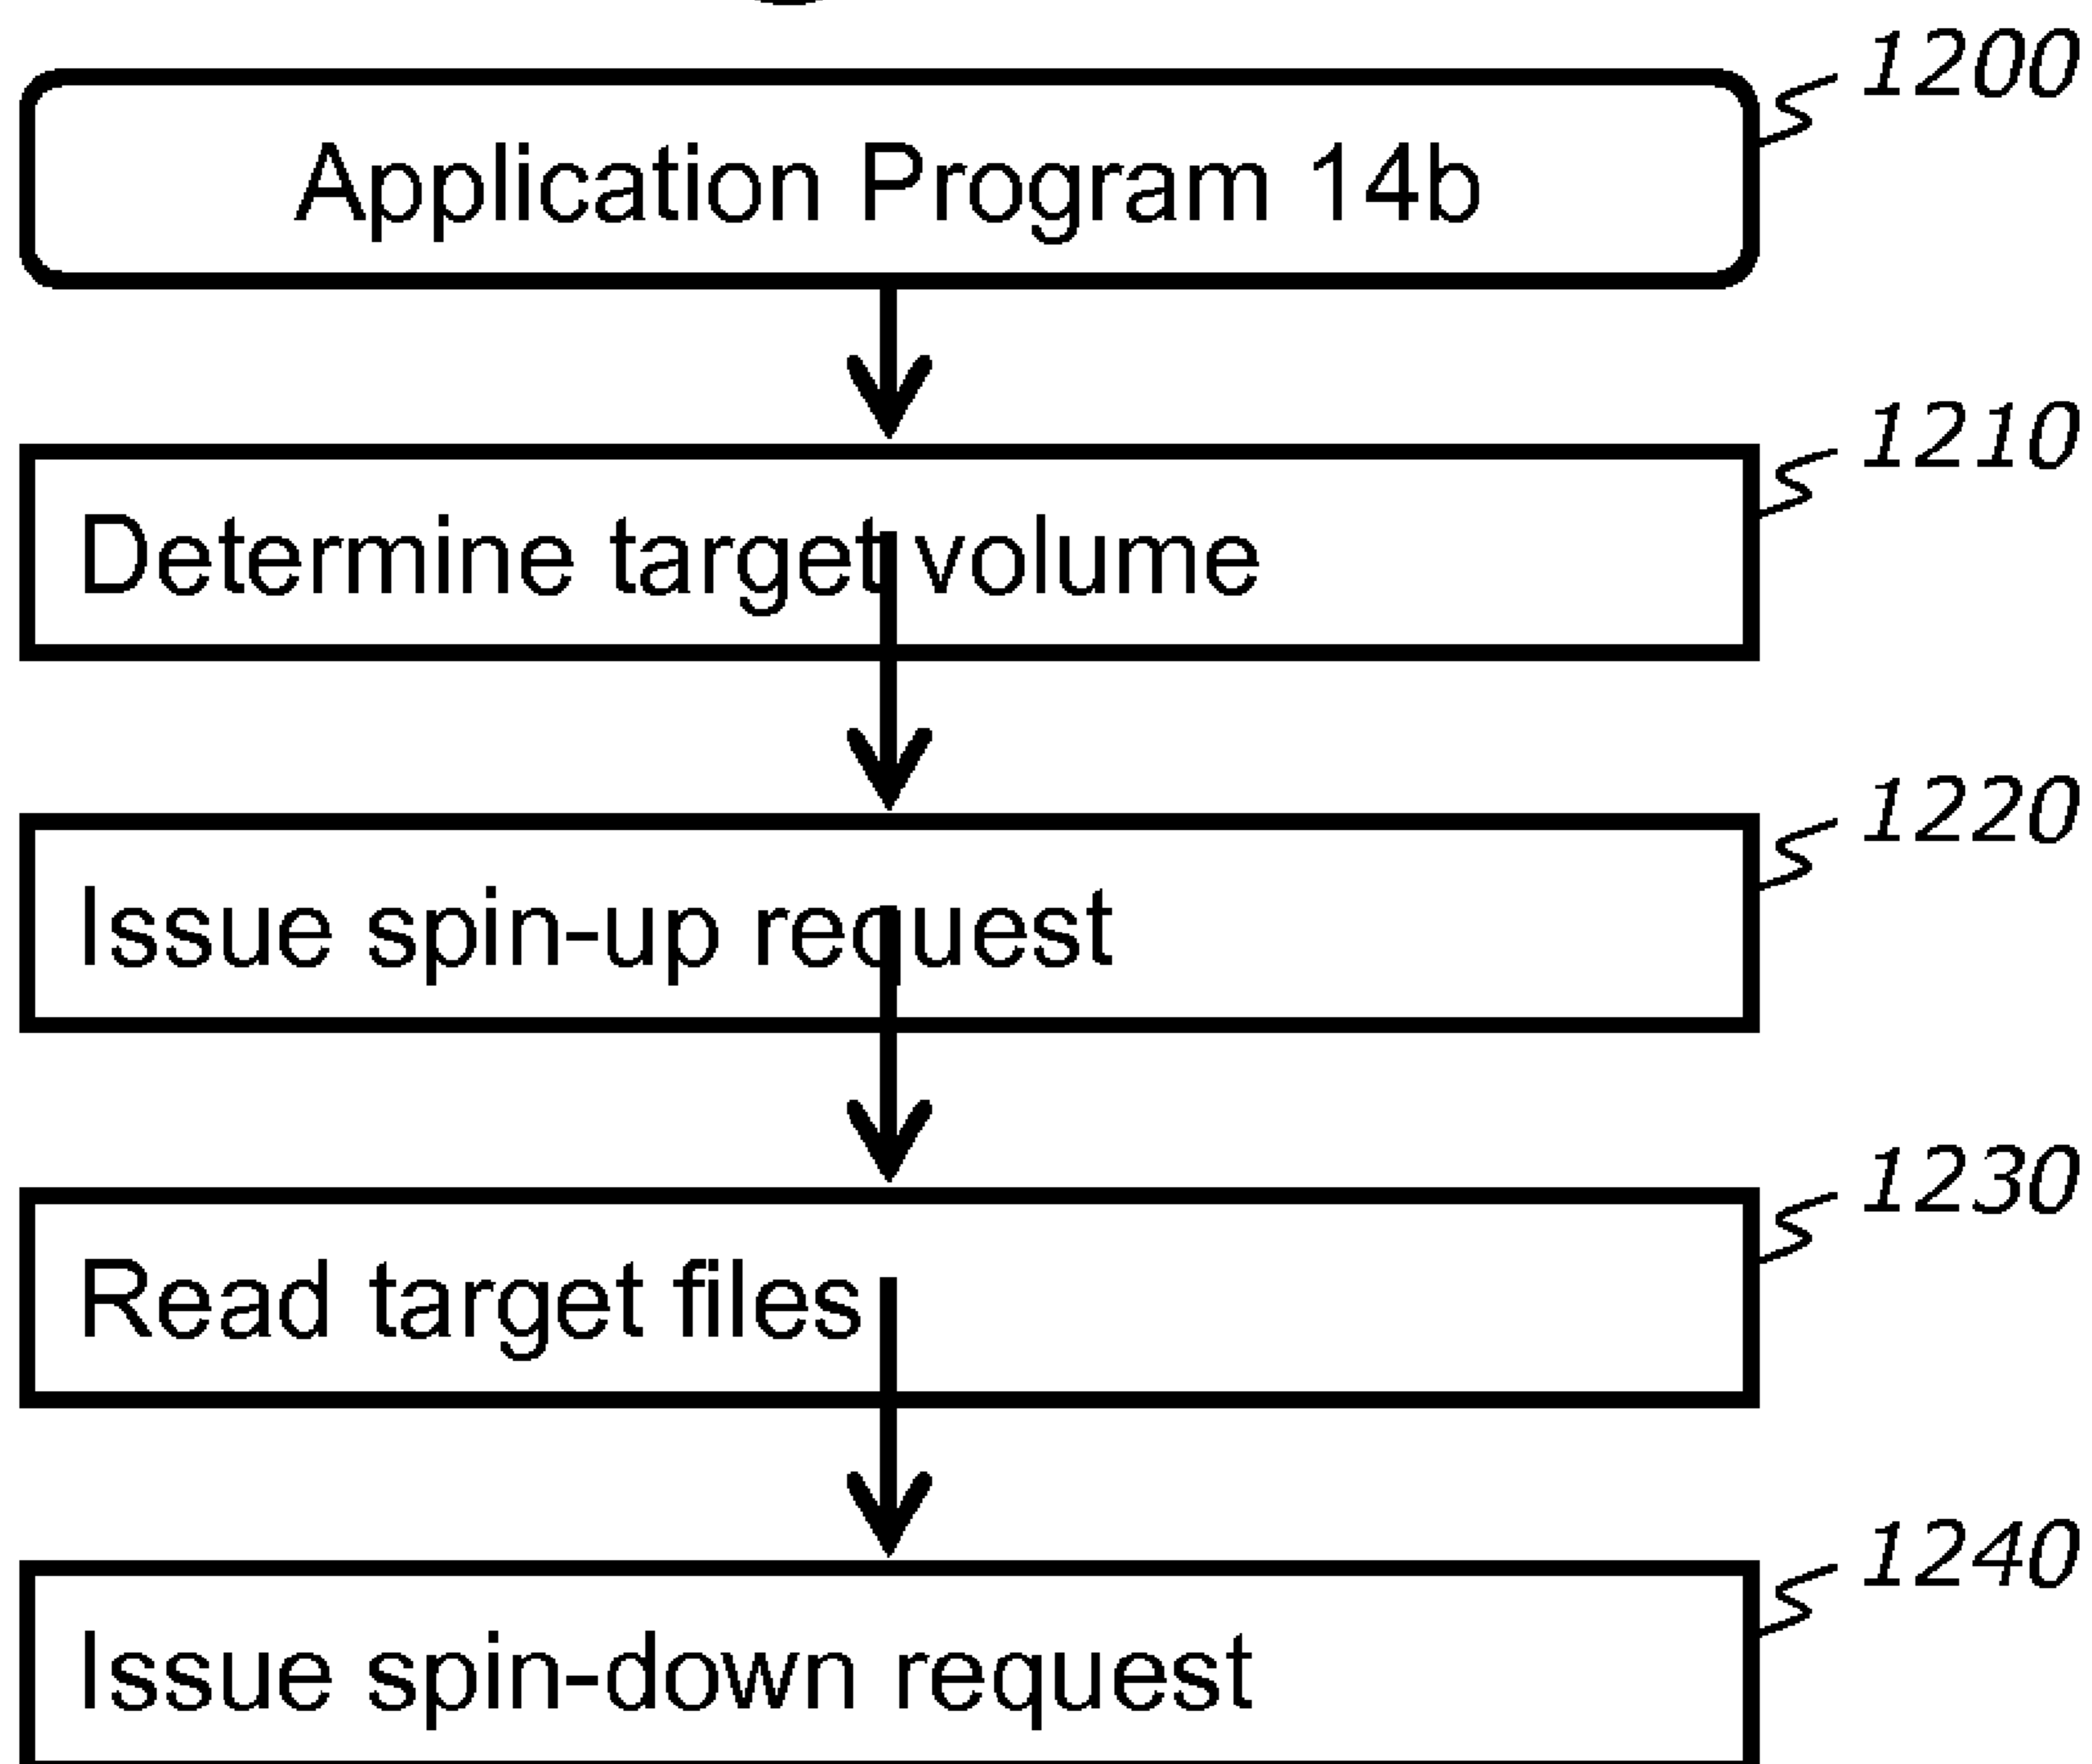 1200
Application Program 14b
1210
Determine target volume
1220
Issue spin-up request
1230
Read target files
1240
Issue spin-down request